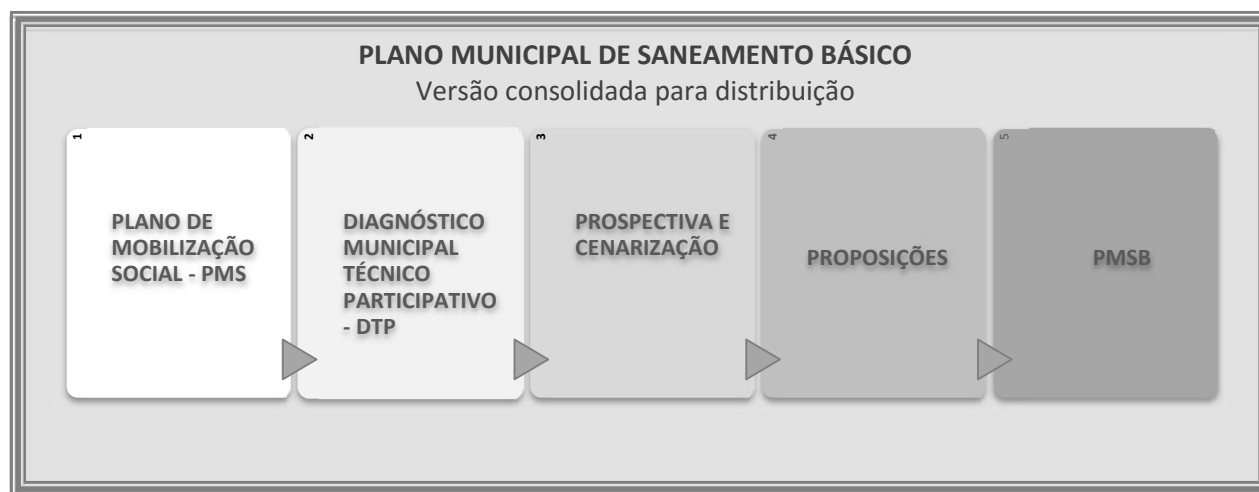 PLANO MUNICIPAL DE SANEAMENTO BÁSICO
Versão consolidada para distribuição
1
PLANO DE
MOBILIZAÇÃO
SOCIAL - PMS
2
DIAGNÓSTICO
MUNICIPAL
TÉCNICO
PARTICIPATIVO
- DTP
3
PROSPECTIVA E
CENARIZAÇÃO
4
PROPOSIÇÕES
5
PMSB